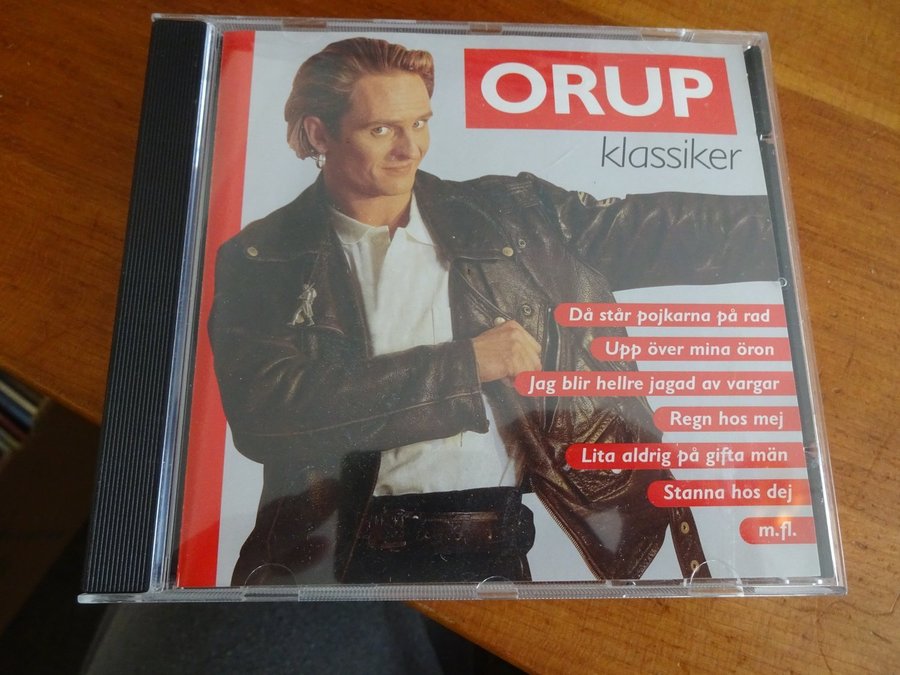 ORUP
klassiker
Då står pojkarna på rad
Upp över mina öron
Jag blir hellre jagad av vargar
Regn hos mej
Lita aldrig på gifta män
Stanna hos dej
m.fl.